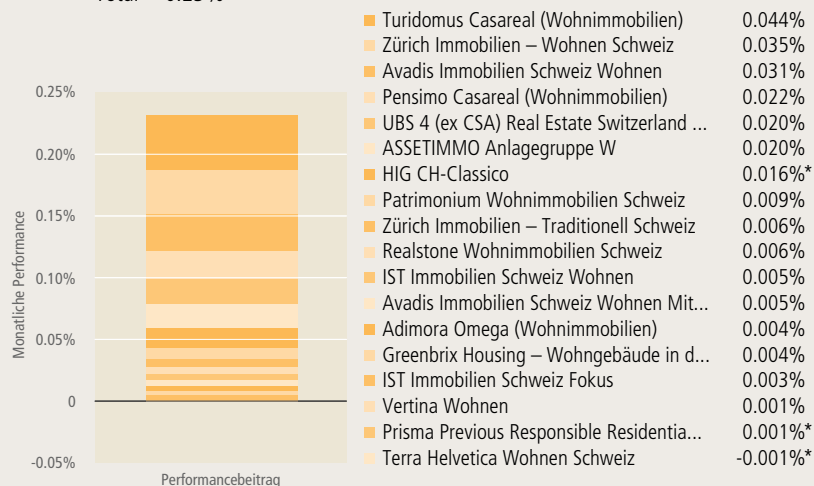 Turidomus Casareal (Wohnimmobilien) 0.044%
Zürich Immobilien – Wohnen Schweiz 0.035%
Avadis Immobilien Schweiz Wohnen 0.031%
Pensimo Casareal (Wohnimmobilien) 0.022%
UBS 4 (ex CSA) Real Estate Switzerland ... 0.020%
ASSETIMMO Anlagegruppe W 0.020%
HIG CH-Classico 0.016%*
Patrimonium Wohnimmobilien Schweiz 0.009%
Zürich Immobilien – Traditionell Schweiz 0.006%
Realstone Wohnimmobilien Schweiz 0.006%
IST Immobilien Schweiz Wohnen 0.005%
Avadis Immobilien Schweiz Wohnen Mit... 0.005%
Adimora Omega (Wohnimmobilien) 0.004%
Greenbrix Housing – Wohngebäude in d... 0.004%
IST Immobilien Schweiz Fokus 0.003%
Vertina Wohnen 0.001%
Prisma Previous Responsible Residentia... 0.001%*
Terra Helvetica Wohnen Schweiz -0.001%*
Monatliche Performance
0.25%
0.20%
0.15%
0.10%
0.05%
0
-0.05%
Performancebeitrag